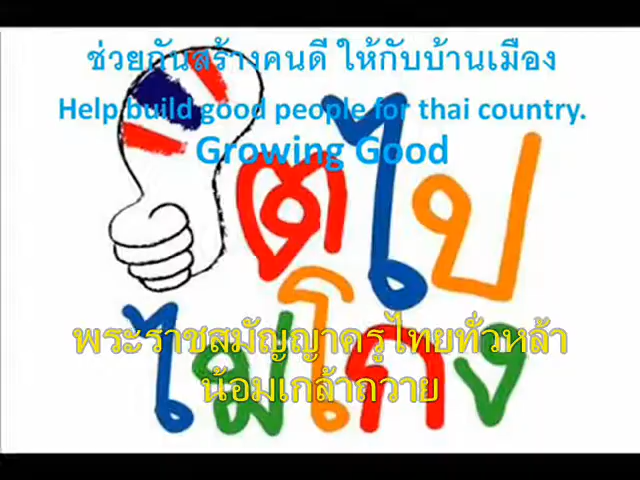 ช่วยกันสร้างคนดี ให้กับบ้านเมือง
Help build good people for thai country.
Growing Good
โตไป
ไม่โกง
พระราชสมัญญาครูไทยทั่วหล้า
น้อมเกล้าถวาย